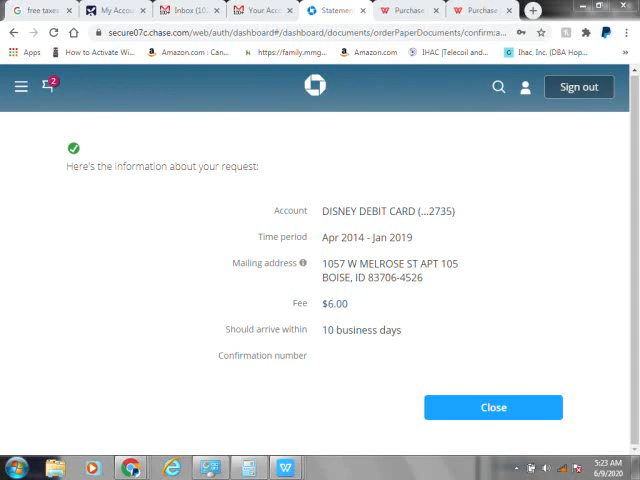 free taxes
My Accou
Inbox (10
Your Accou
Statemen
Purchase
Purchase
secure07c.chase.com/web/auth/dashboard#/dashboard/documents/orderPaperDocuments/confirm;a...
Apps
How to Activate Wi...
Amazon.com : Can...
https://family.mmg...
Amazon.com
IHAC (Telecoil and...
Ihac, Inc. (DBA Hop...
2
Sign out
Here's the information about your request:
Account DISNEY DEBIT CARD (...2735)
Time period Apr 2014 - Jan 2019
Mailing address 1057 W MELROSE ST APT 105
BOISE, ID 83706-4526
Fee $6.00
Should arrive within 10 business days
Confirmation number
Close
5:23 AM
6/9/2020